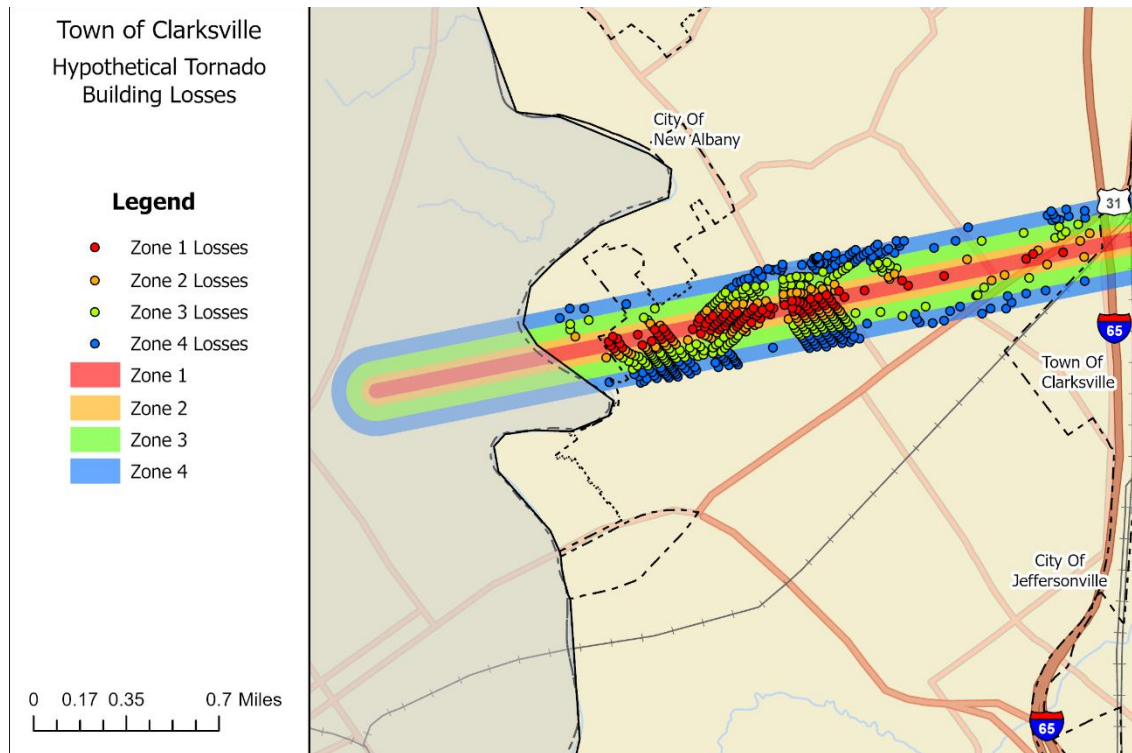 Town of Clarksville
Hypothetical Tornado
Building Losses
Legend
Zone 1 Losses
Zone 2 Losses
Zone 3 Losses
Zone 4 Losses
Zone 1
Zone 2
Zone 3
Zone 4
0 0.17 0.35 0.7 Miles
City Of
New Albany
31
65
Town Of
Clarksville
City Of
Jeffersonville
65